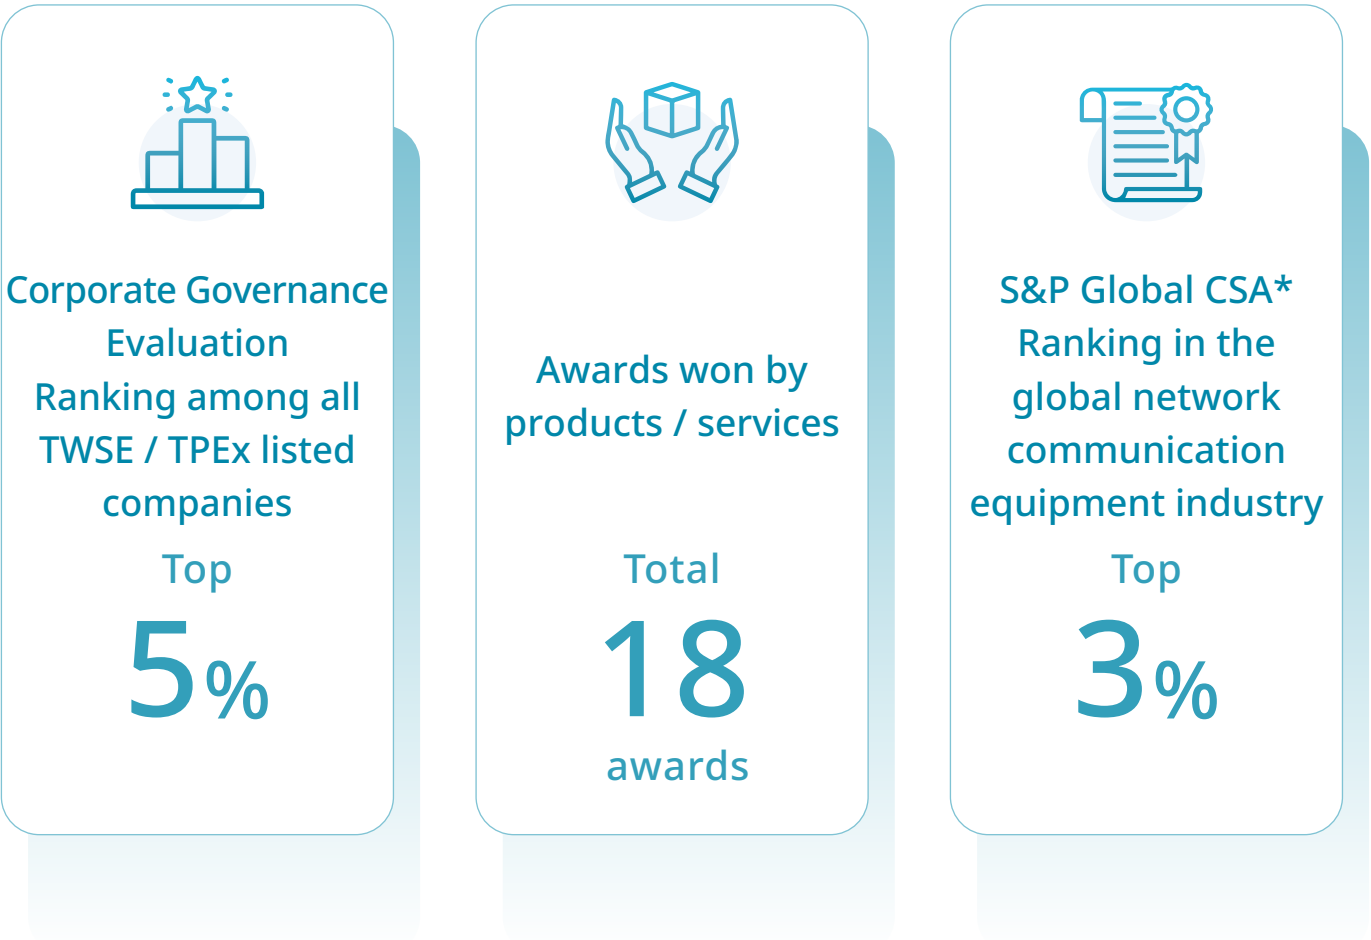 Corporate Governance
Evaluation
Ranking among all
TWSE / TPEx listed
companies
Top
5%
Awards won by
products / services
Total
18
awards
S&P Global CSA*
Ranking in the
global network
communication
equipment industry
Top
3%